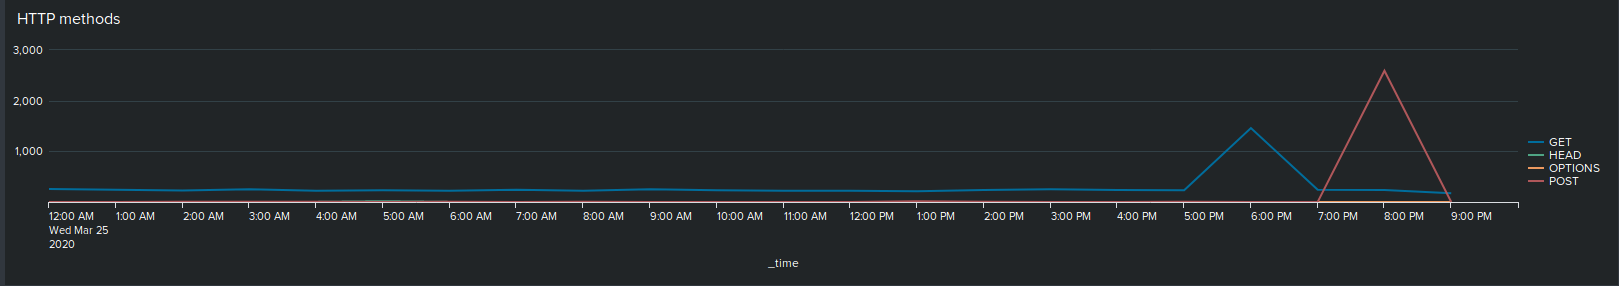 HTTP methods
3,000
2,000
1,000
12:00 AM 1:00 AM 2:00 AM 3:00 AM 4:00 AM 5:00 AM 6:00 AM 7:00 AM 8:00 AM 9:00 AM 10:00 AM 11:00 AM 12:00 PM 1:00 PM 2:00 PM 3:00 PM 4:00 PM 5:00 PM 6:00 PM 7:00 PM 8:00 PM 9:00 PM
Wed Mar 25
2020
_time
GET
HEAD
OPTIONS
POST